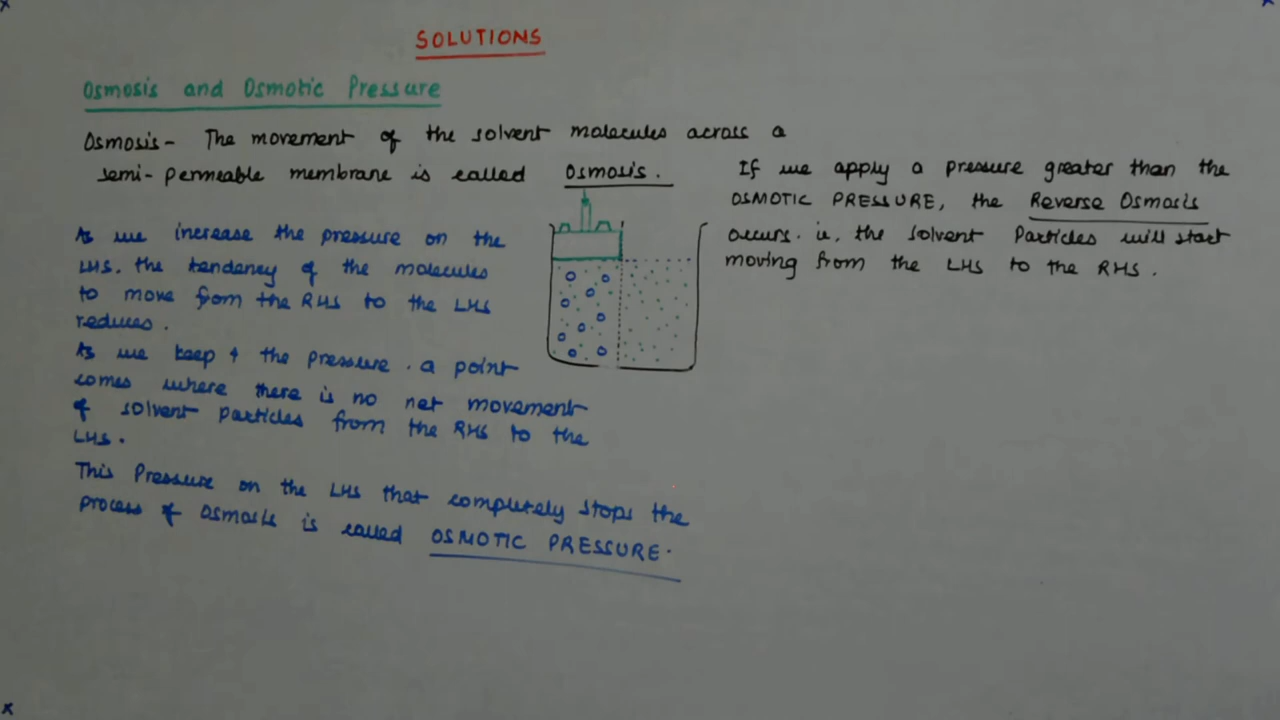 SOLUTIONS
Osmosis and Osmotic Pressure
Osmosis - The movement of the solvent molecules across a
semi-permeable membrane is called Osmosis.
As we increase the pressure on the
LHS. the tendaney of the molecules
to move from the RHS to the LHS
reduces.
As we keep ↑ the pressure . a point
comes where there is no net movement
of solvent particles from the RHS to the
LHS.
This Pressure on the LHS that completely stops the
process of osmosis is called OSMOTIC PRESSURE.
If we apply a pressure greater than the
OSMOTIC PRESSURE, the Reverse Osmosis
occurs. ie, the solvent Particles will start
moving from the LHS to the RHS.